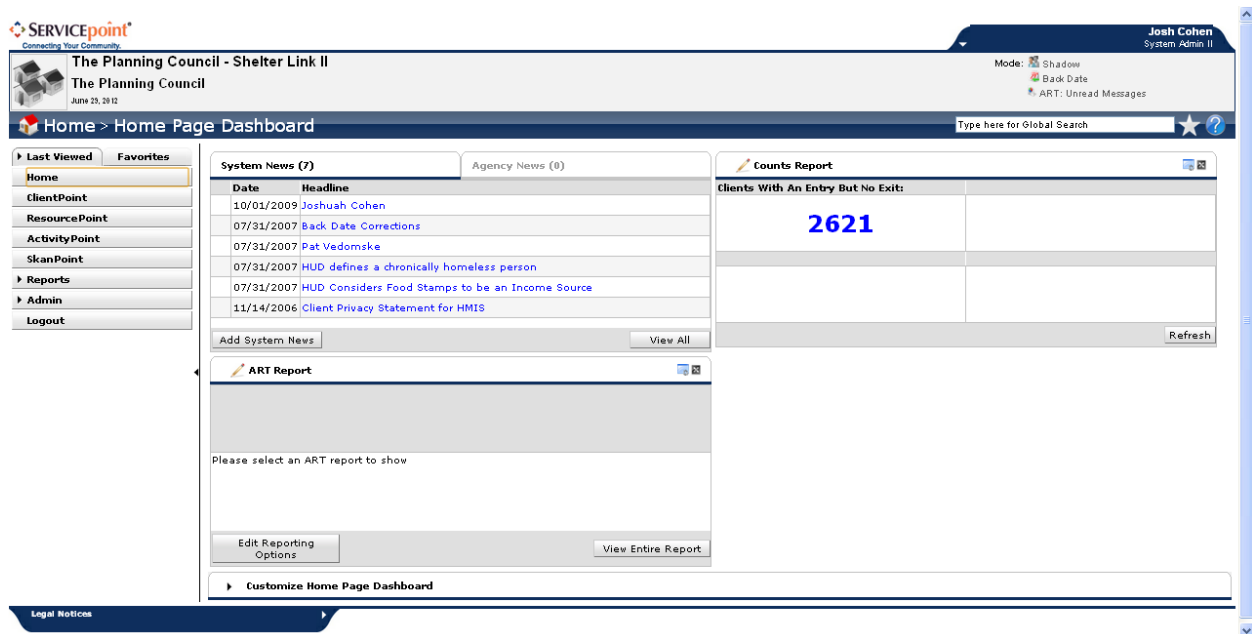 SERVICEpoint
Connecting Your Community.
Josh Cohen
System Admin II
The Planning Council - Shelter Link II
The Planning Council
June 29, 2012
Mode: Shadow
Back Date
ART: Unread Messages
Home > Home Page Dashboard
Type here for Global Search
?
Last Viewed Favorites
Home
ClientPoint
ResourcePoint
ActivityPoint
SkanPoint
Reports
Admin
Logout
System News (7) Agency News (0)
Date Headline
10/01/2009 Joshuah Cohen
07/31/2007 Back Date Corrections
07/31/2007 Pat Vedomske
07/31/2007 HUD defines a chronically homeless person
07/31/2007 HUD Considers Food Stamps to be an Income Source
11/14/2006 Client Privacy Statement for HMIS
Add System News View All
Counts Report
Clients With An Entry But No Exit:
2621
Refresh
ART Report
Please select an ART report to show
Edit Reporting
Options
View Entire Report
Customize Home Page Dashboard
Legal Notices